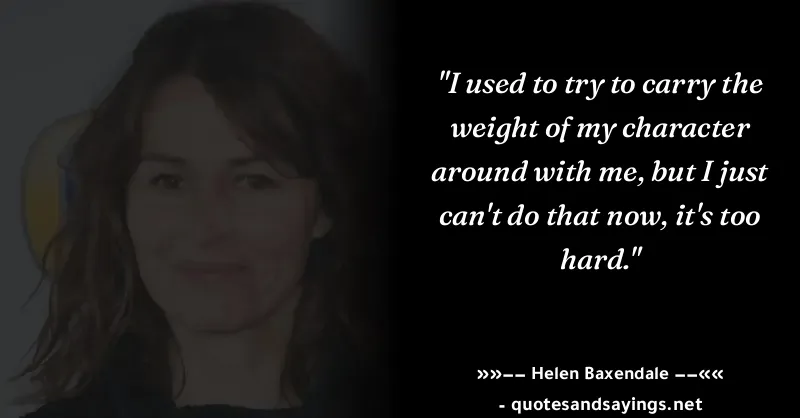 "I used to try to carry the
weight of my character
around with me, but I just
can't do that now, it's too
hard."
»»−− Helen Baxendale −−««
- quotesandsayings.net